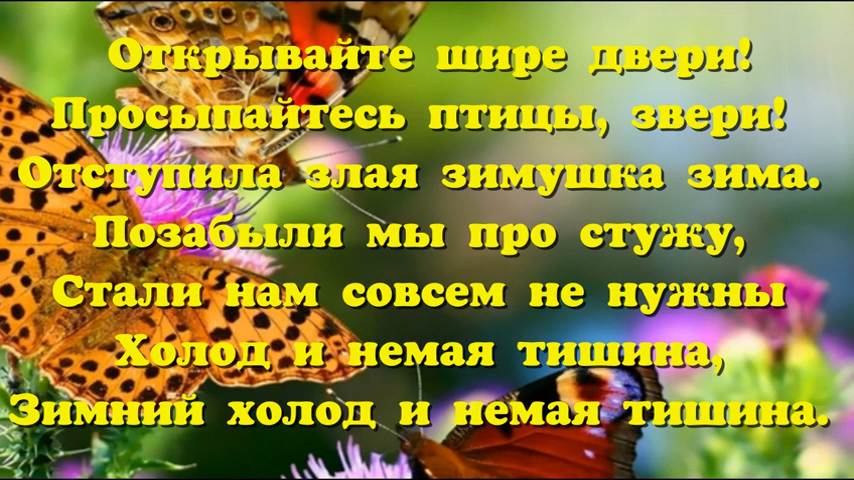 Открывайте шире двери!
Просыпайтесь птицы, звери!
Отступила злая зимушка зима.
Позабыли мы про стужу,
Стали нам совсем не нужны
Холод и немая тишина,
Зимний холод и немая тишина.